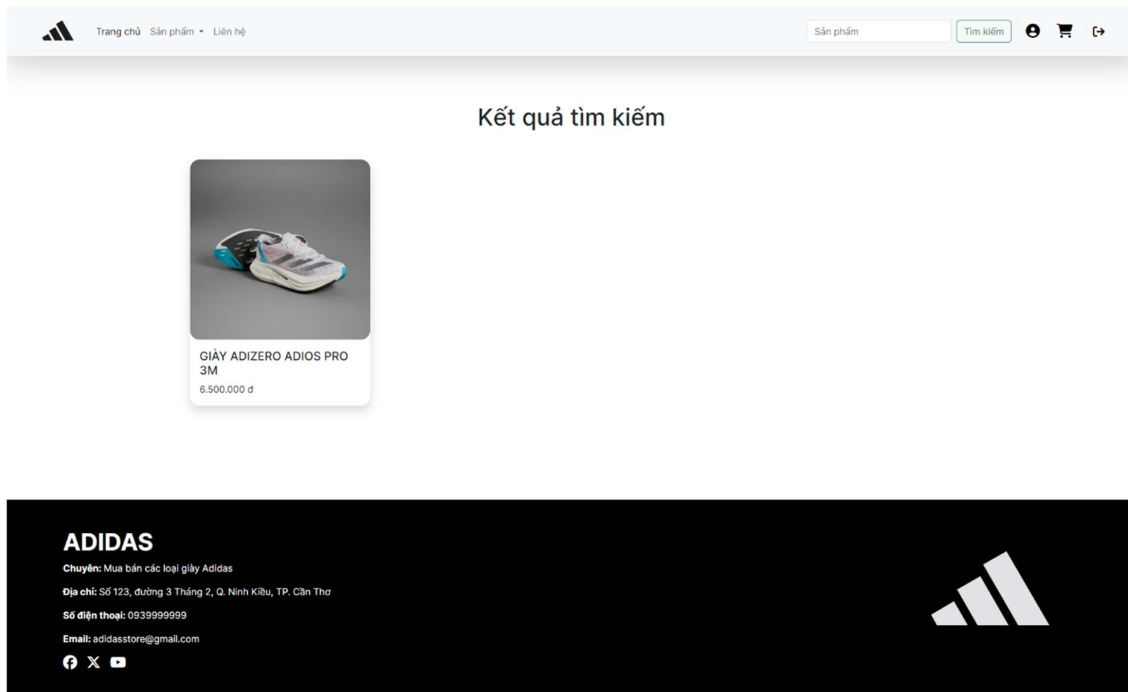 Trang chủ Sản phẩm Liên hệ Sản phẩm Tìm kiếm
Kết quả tìm kiếm
GIÀY ADIZERO ADIOS PRO
3M
6.500.000 đ
ADIDAS
Chuyên: Mua bán các loại giày Adidas
Địa chỉ: Số 123, đường 3 Tháng 2, Q. Ninh Kiều, TP. Cần Thơ
Số điện thoại: 0939999999
Email: adidasstore@gmail.com